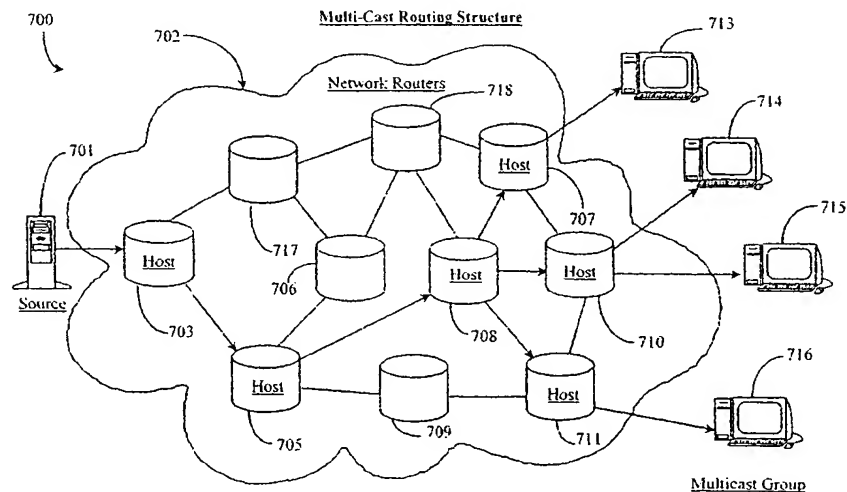 Multi-Cast Routing Structure
700
702
713
Network Routers
718
714
701
Host
707
715
717
Host
706
Host
Host
Source
703
708
710
716
Host
Host
705
709
711
Multicast Group